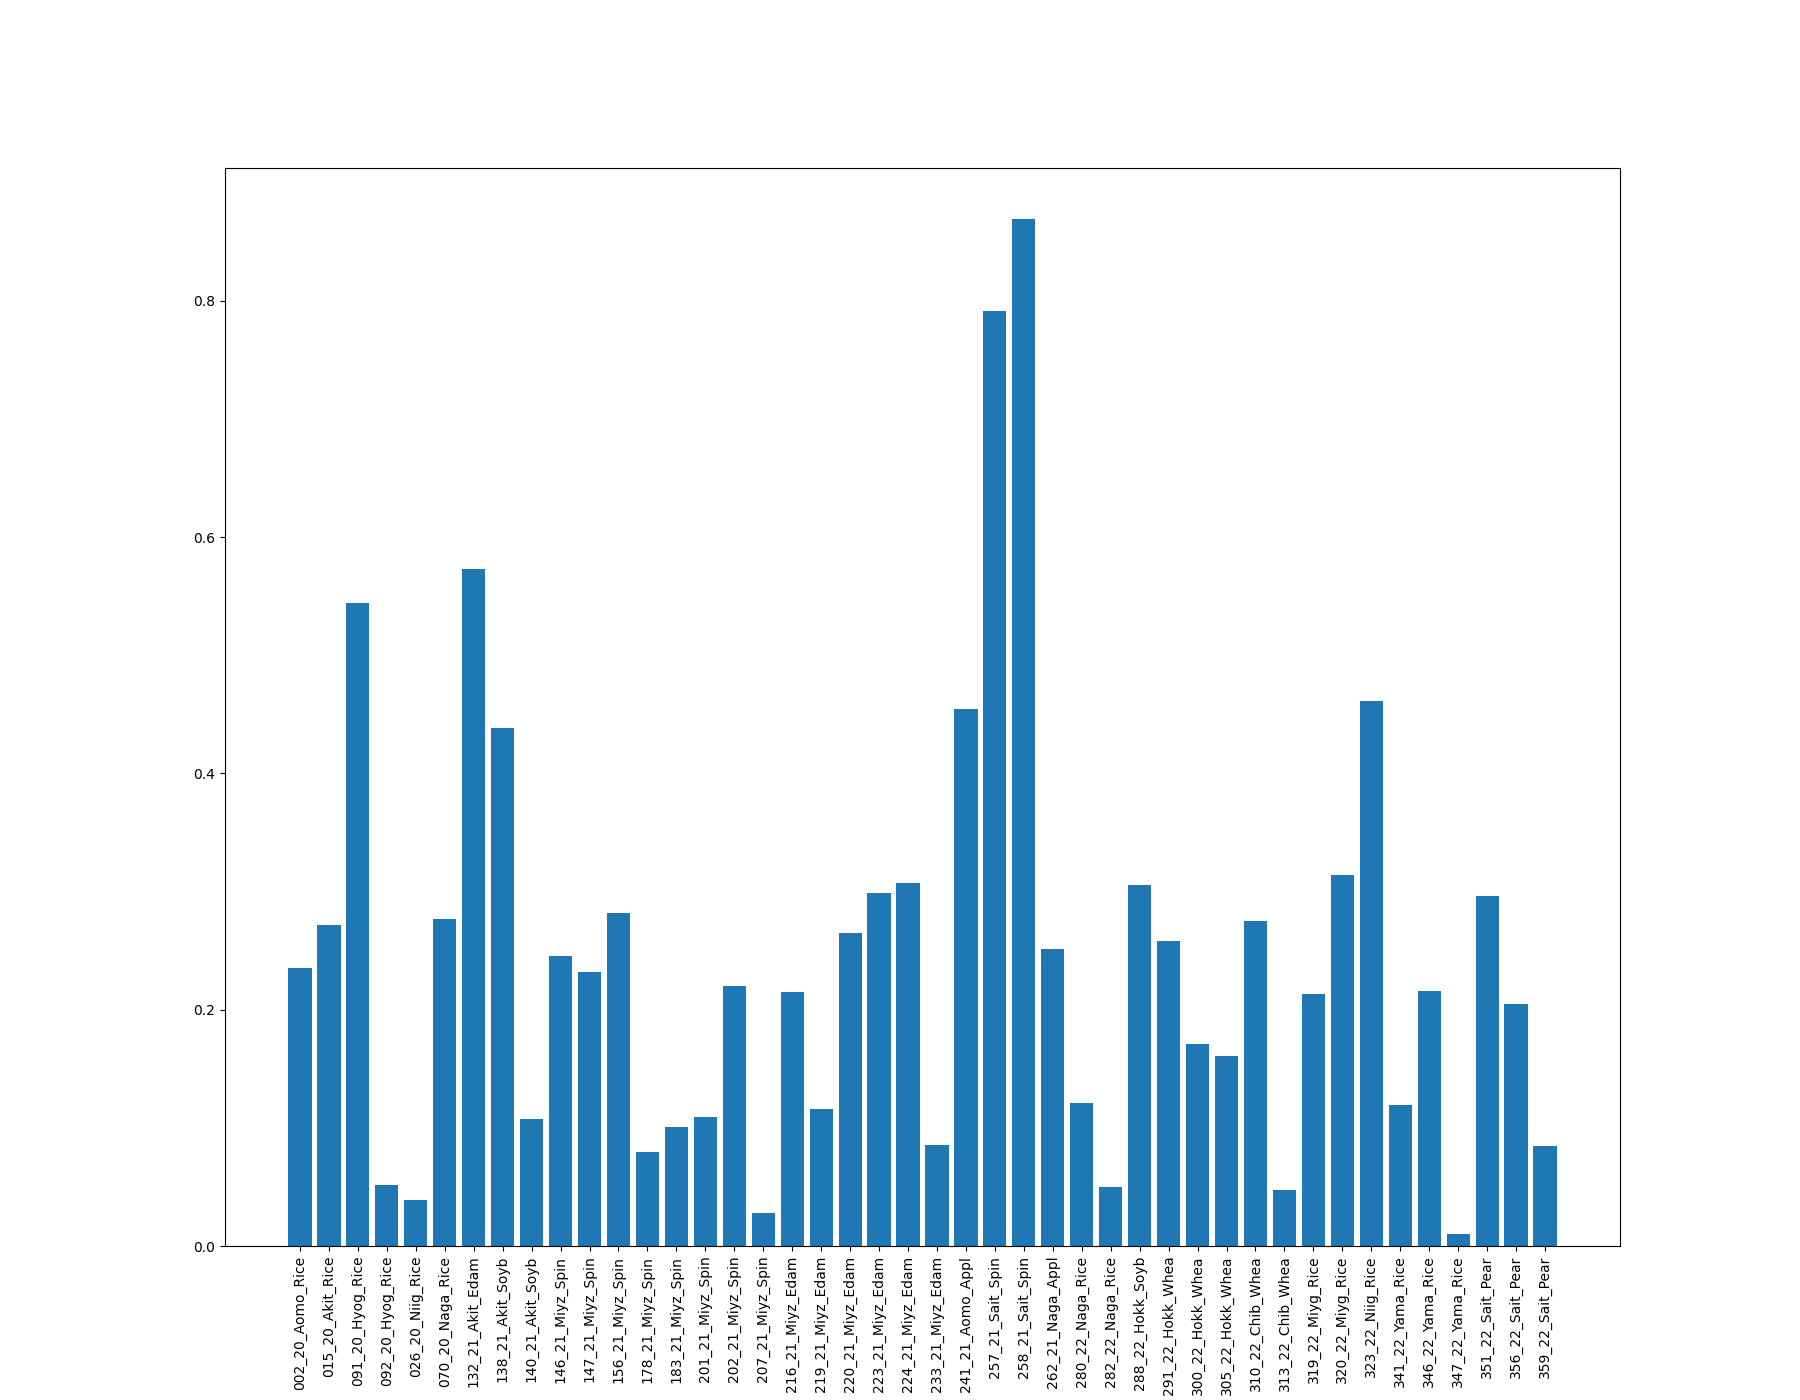 0.8
0.6
0.4
0.2
0.0
002_20_Aomo_Rice
015_20_Akit_Rice
091_20_Hyog_Rice
092_20_Hyog_Rice
026_20_Niig_Rice
070_20_Naga_Rice
132_21_Akit_Edam
138_21_Akit_Soyb
140_21_Akit_Soyb
146_21_Miyz_Spin
147_21_Miyz_Spin
156_21_Miyz_Spin
178_21_Miyz_Spin
183_21_Miyz_Spin
201_21_Miyz_Spin
202_21_Miyz_Spin
207_21_Miyz_Spin
216_21_Miyz_Edam
219_21_Miyz_Edam
220_21_Miyz_Edam
223_21_Miyz_Edam
224_21_Miyz_Edam
233_21_Miyz_Edam
241_21_Aomo_Appl
257_21_Sait_Spin
258_21_Sait_Spin
262_21_Naga_Appl
280_22_Naga_Rice
282_22_Naga_Rice
288_22_Hokk_Soyb
291_22_Hokk_Whea
300_22_Hokk_Whea
305_22_Hokk_Whea
310_22_Chib_Whea
313_22_Chib_Whea
319_22_Miyg_Rice
320_22_Miyg_Rice
323_22_Niig_Rice
341_22_Yama_Rice
346_22_Yama_Rice
347_22_Yama_Rice
351_22_Sait_Pear
356_22_Sait_Pear
359_22_Sait_Pear